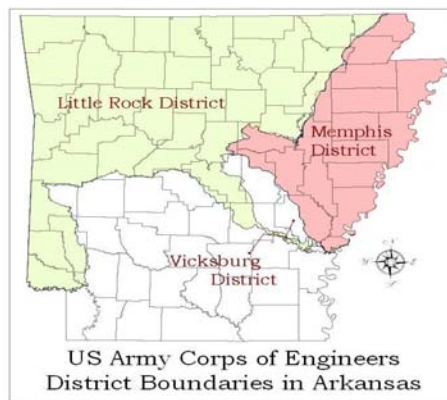 Little Rock District
Memphis
District
Vicksburg
District
US Army Corps of Engineers
District Boundaries in Arkansas